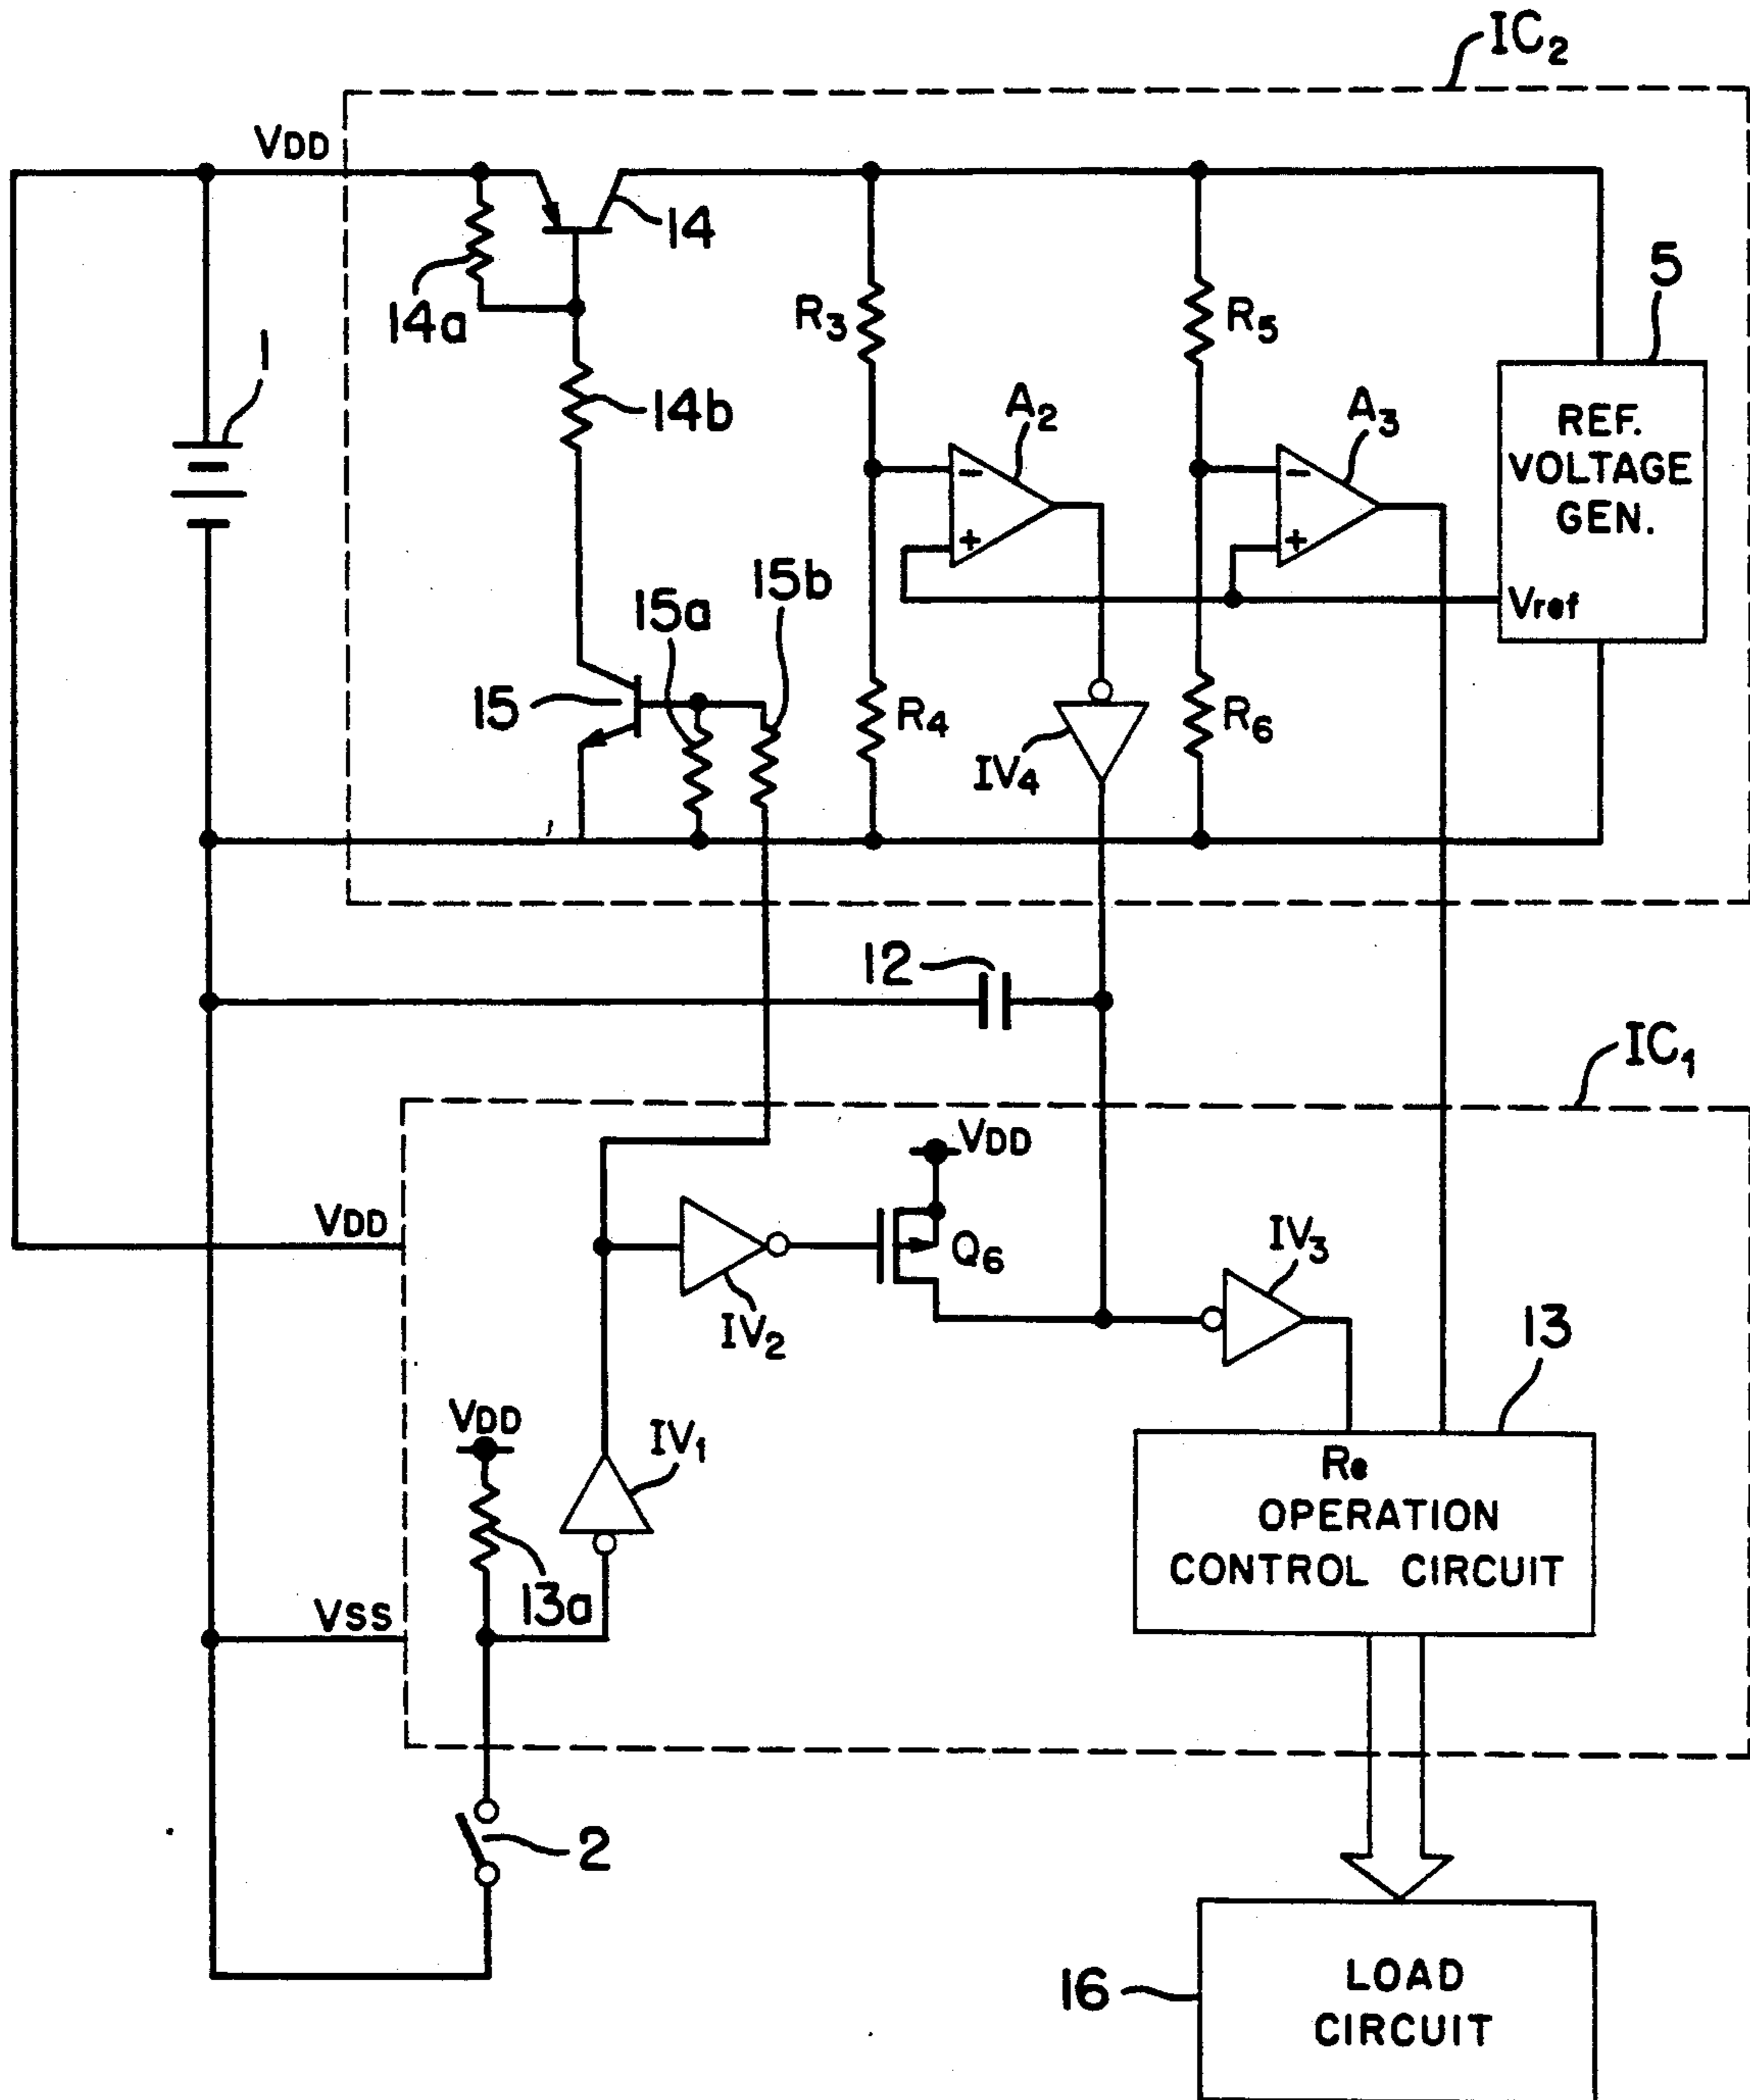 IC2
VDD
14
14a
5
R3
R5
1
14b
A2
A3
REF.
VOLTAGE
GEN.
−
−
+
+
15b
15a
Vref
15
R4
R6
IV4
12
IC1
VDD
VDD
IV3
Q6
IV2
13
VDD
IV1
Re
OPERATION
CONTROL CIRCUIT
13a
VSS
2
16
LOAD
CIRCUIT